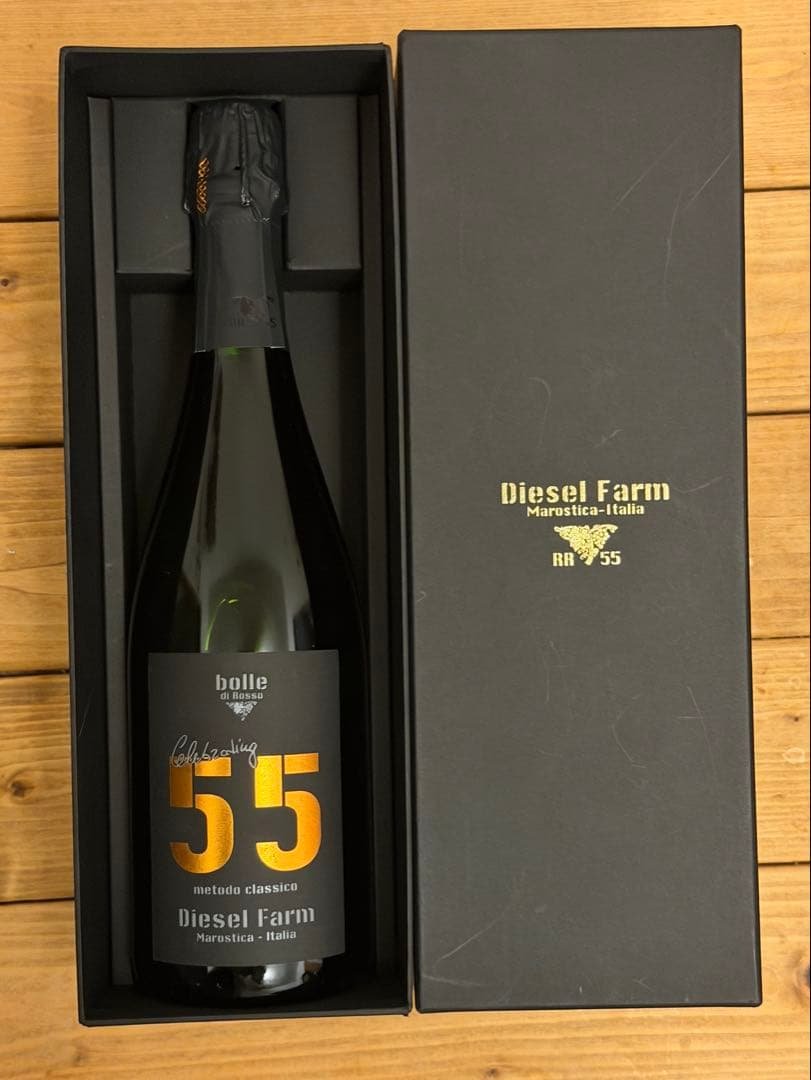 bolle
di Rosso
Celebrating
55
metodo classico
Diesel Farm
Marostica - Italia
Diesel Farm
Marostica-Italia
RR 55